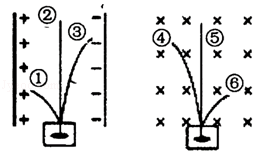 ② ③ ①
④ ⑤ ⑥
+ + + + +
- - - - -
× × × ×
× × × ×
× × × ×
× × × ×